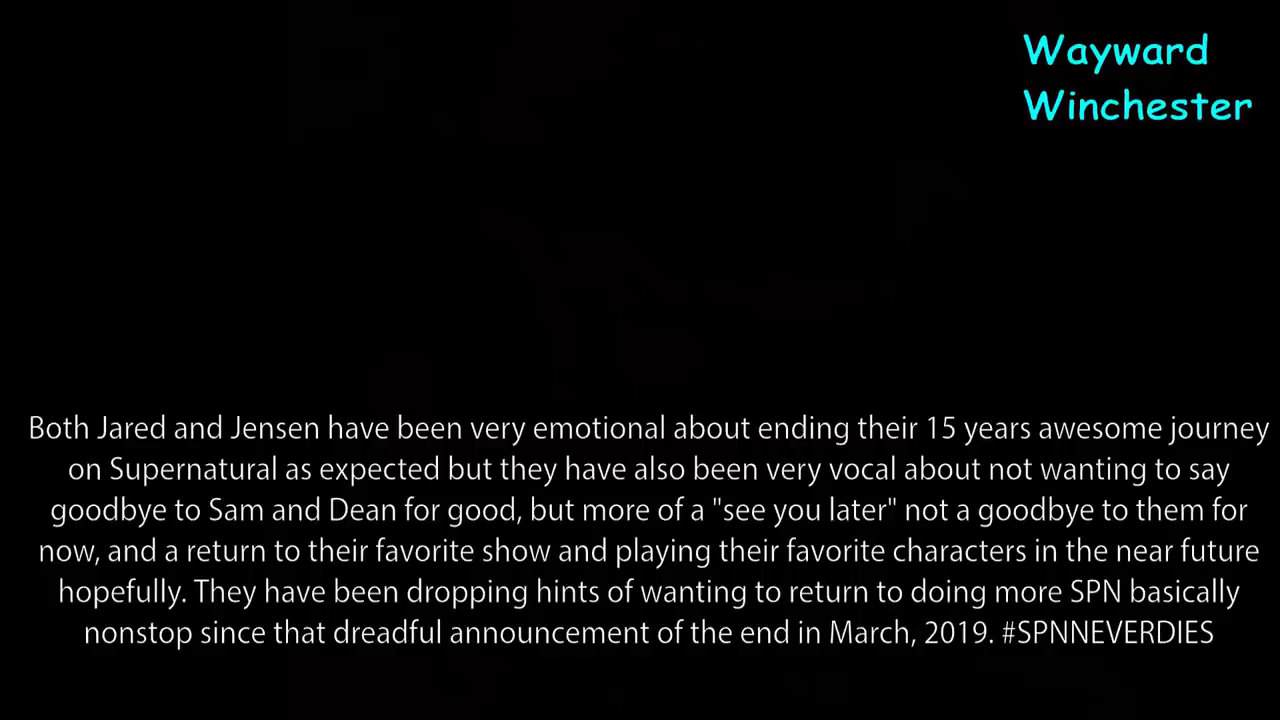 Wayward
Winchester
Both Jared and Jensen have been very emotional about ending their 15 years awesome journey
on Supernatural as expected but they have also been very vocal about not wanting to say
goodbye to Sam and Dean for good, but more of a "see you later" not a goodbye to them for
now, and a return to their favorite show and playing their favorite characters in the near future
hopefully. They have been dropping hints of wanting to return to doing more SPN basically
nonstop since that dreadful announcement of the end in March, 2019. #SPNNEVERDIES